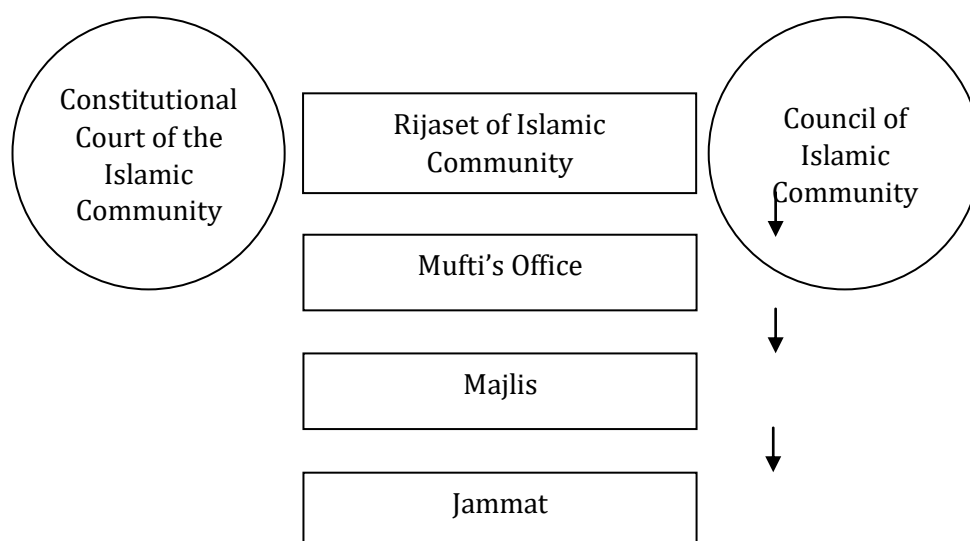 Constitutional
Court of the
Islamic
Community
Rijaset of Islamic
Community
Council of
Islamic
Community
Mufti’s Office
Majlis
Jammat